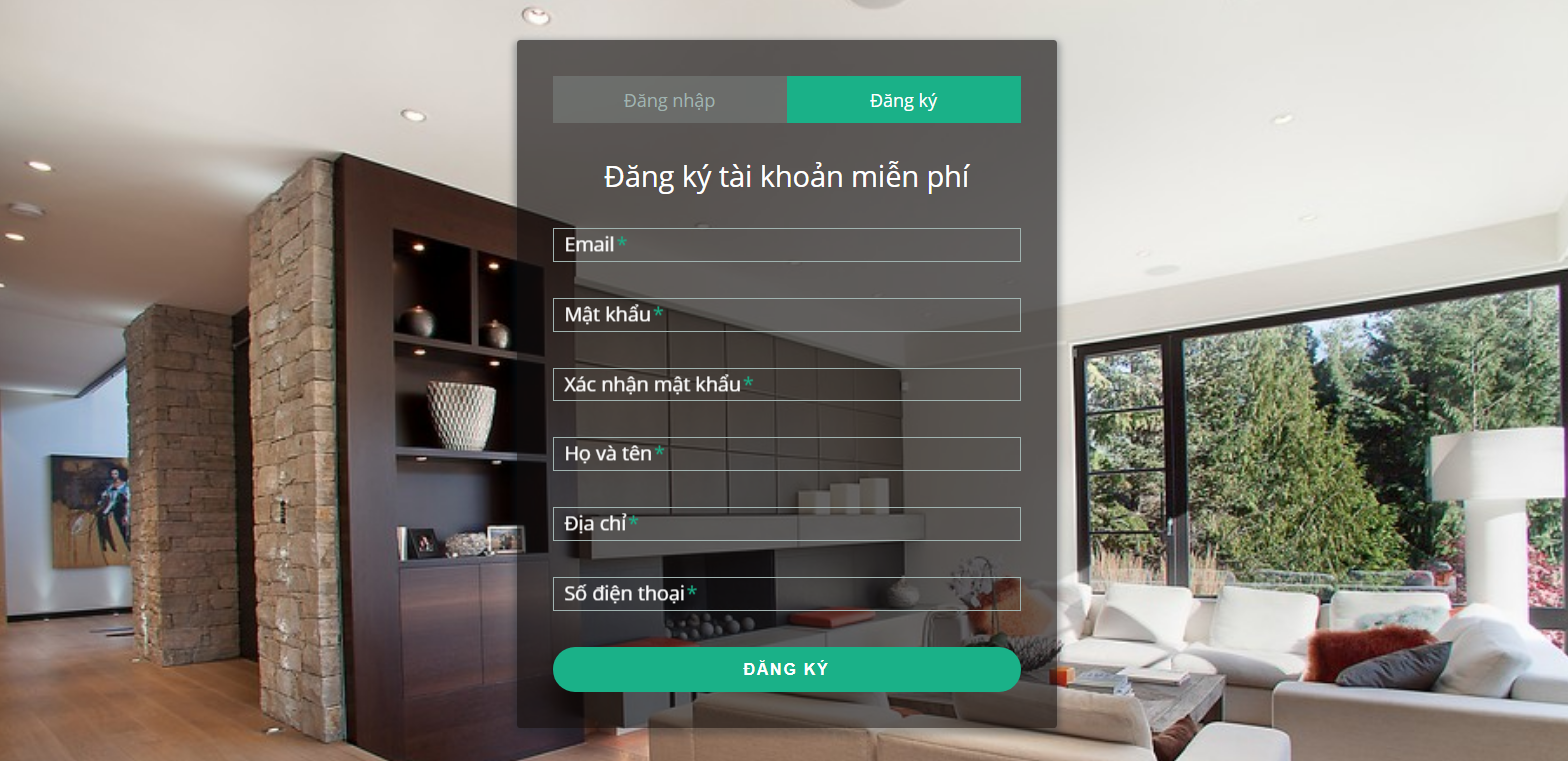 Đăng nhập
Đăng ký
Đăng ký tài khoản miễn phí
Email*
Mật khẩu*
Xác nhận mật khẩu*
Họ và tên*
Địa chỉ*
Số điện thoại*
ĐĂNG KÝ